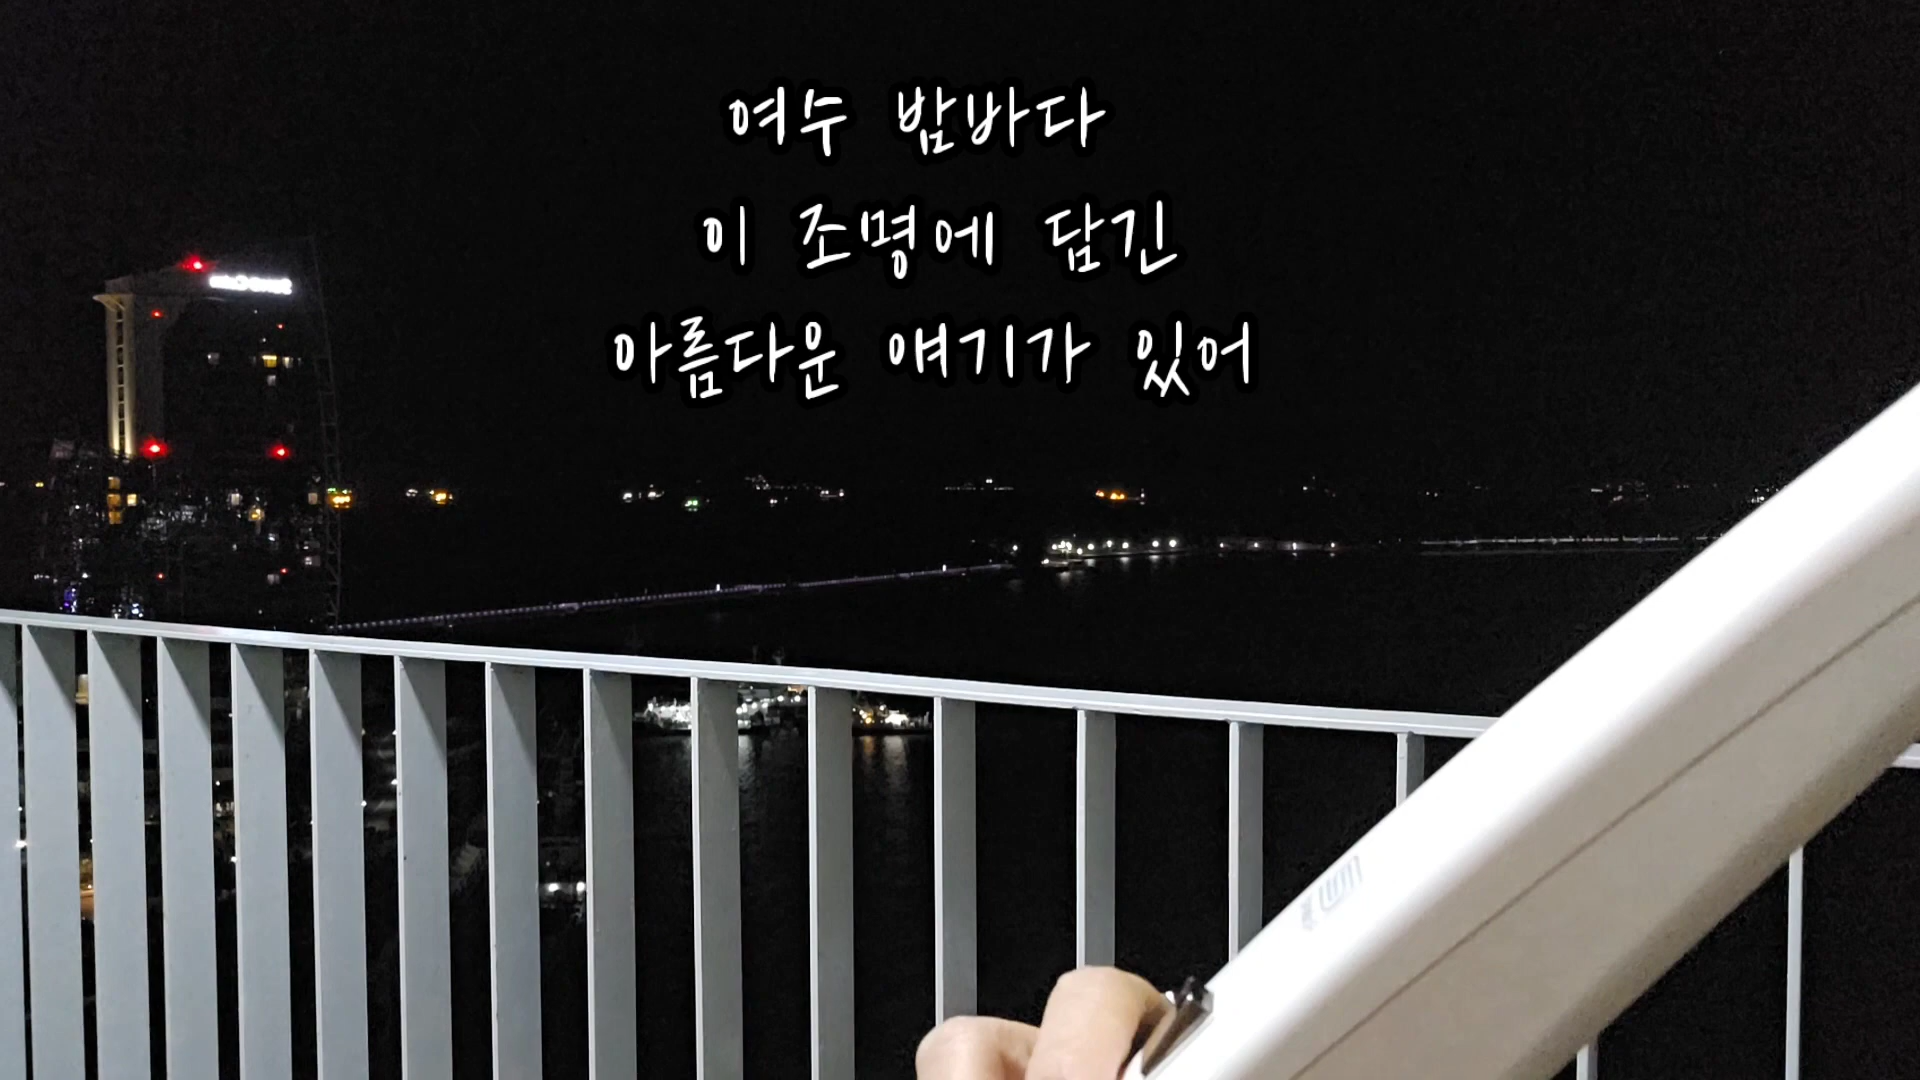 여수 밤바다
이 조명에 담긴
아름다운 얘기가 있어